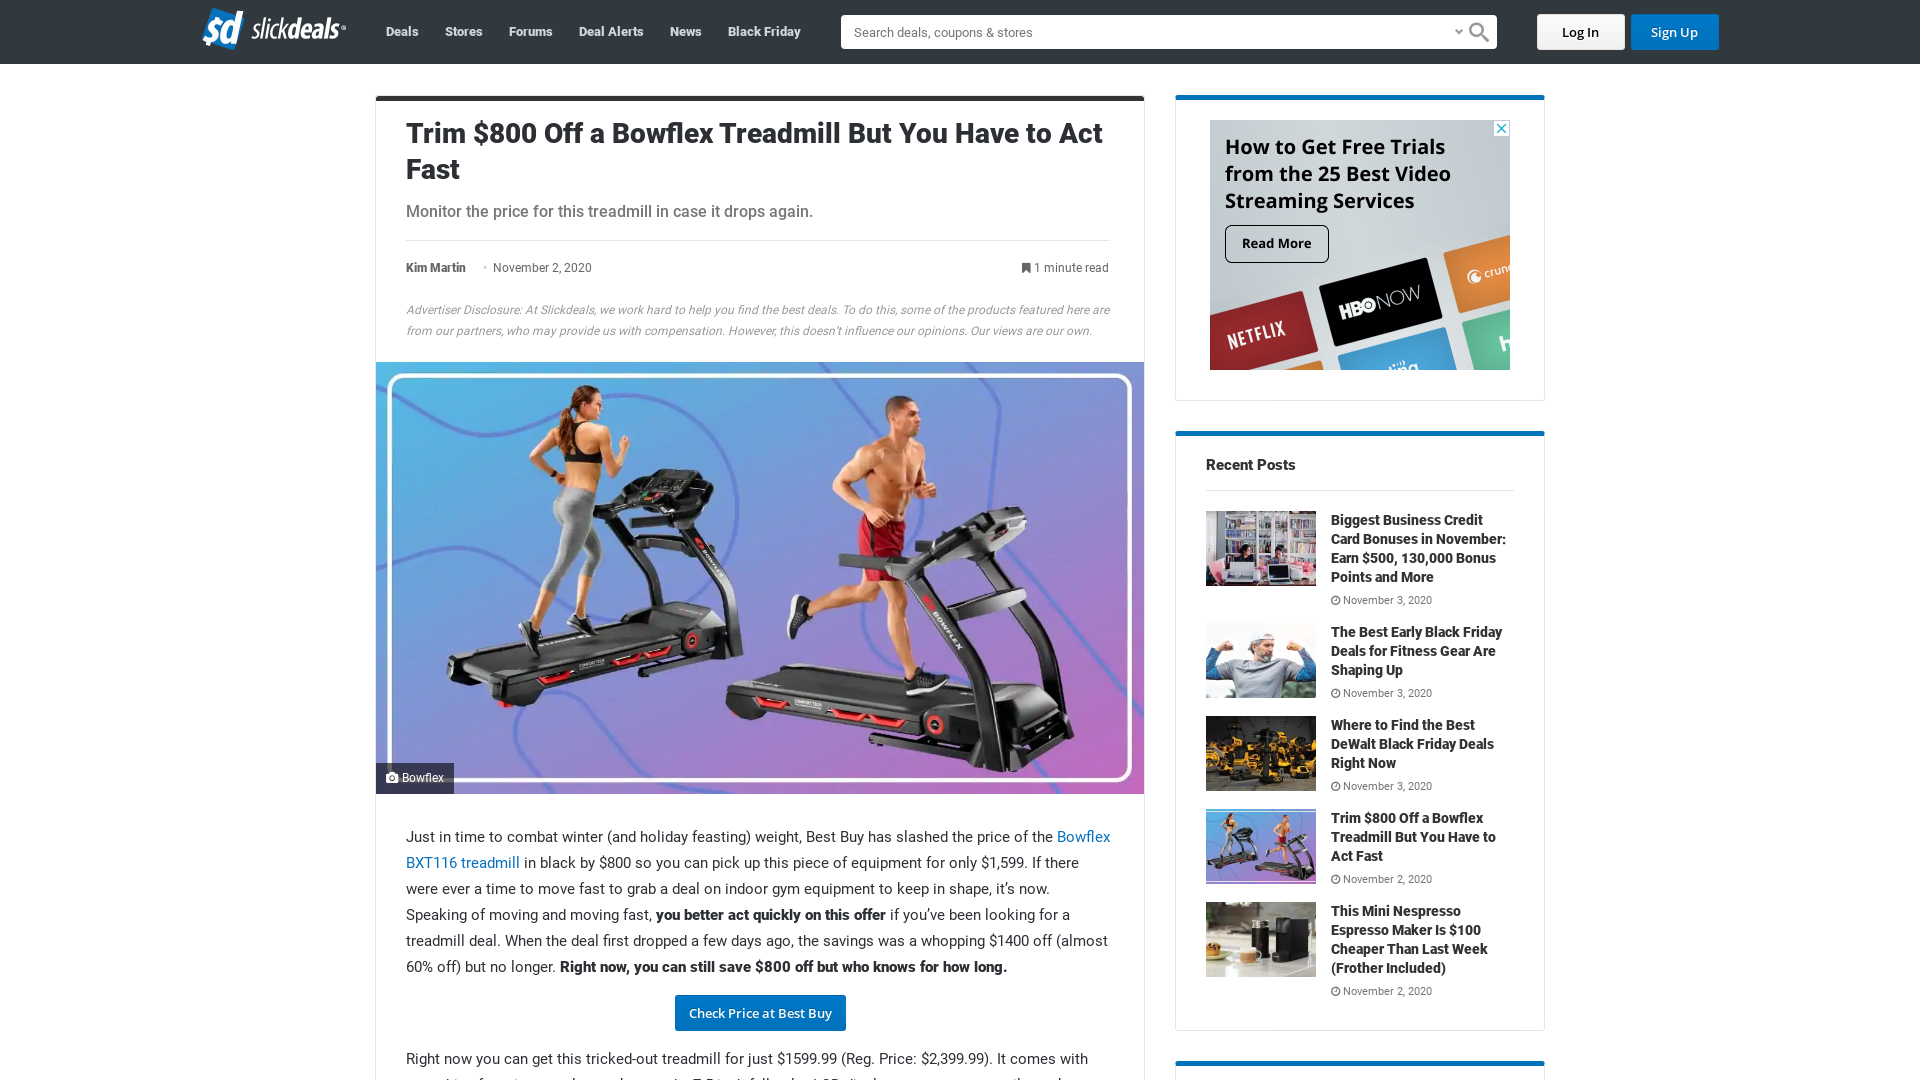 sd slickdeals
Deals
Stores
Forums
Deal Alerts
News
Black Friday
Search deals, coupons & stores
Log In
Sign Up
Trim $800 Off a Bowflex Treadmill But You Have to Act
Fast
Monitor the price for this treadmill in case it drops again.
Kim Martin
November 2, 2020
1 minute read
Advertiser Disclosure: At Slickdeals, we work hard to help you find the best deals. To do this, some of the products featured here are
from our partners, who may provide us with compensation. However, this doesn't influence our opinions. Our views are our own.
BOWFLEX
BOWFLEX
Bowflex
Just in time to combat winter (and holiday feasting) weight, Best Buy has slashed the price of the Bowflex
BXT116 treadmill in black by $800 so you can pick up this piece of equipment for only $1,599. If there
were ever a time to move fast to grab a deal on indoor gym equipment to keep in shape, it’s now.
Speaking of moving and moving fast, you better act quickly on this offer if you’ve been looking for a
treadmill deal. When the deal first dropped a few days ago, the savings was a whopping $1400 off (almost
60% off) but no longer. Right now, you can still save $800 off but who knows for how long.
Check Price at Best Buy
Right now you can get this tricked-out treadmill for just $1599.99 (Reg. Price: $2,399.99). It comes with
How to Get Free Trials
from the 25 Best Video
Streaming Services
Read More
NETFLIX
HBO NOW
crunc
Recent Posts
Biggest Business Credit
Card Bonuses in November:
Earn $500, 130,000 Bonus
Points and More
November 3, 2020
The Best Early Black Friday
Deals for Fitness Gear Are
Shaping Up
November 3, 2020
Where to Find the Best
DeWalt Black Friday Deals
Right Now
November 3, 2020
Trim $800 Off a Bowflex
Treadmill But You Have to
Act Fast
November 2, 2020
This Mini Nespresso
Espresso Maker Is $100
Cheaper Than Last Week
(Frother Included)
November 2, 2020